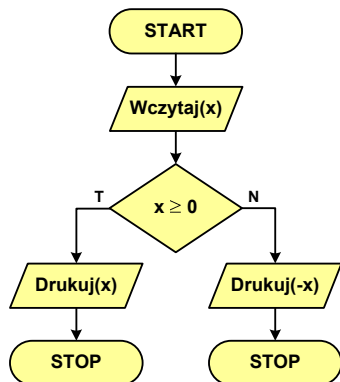 START
Wczytaj(x)
T
x ≥ 0
N
Drukuj(x)
Drukuj(-x)
STOP
STOP